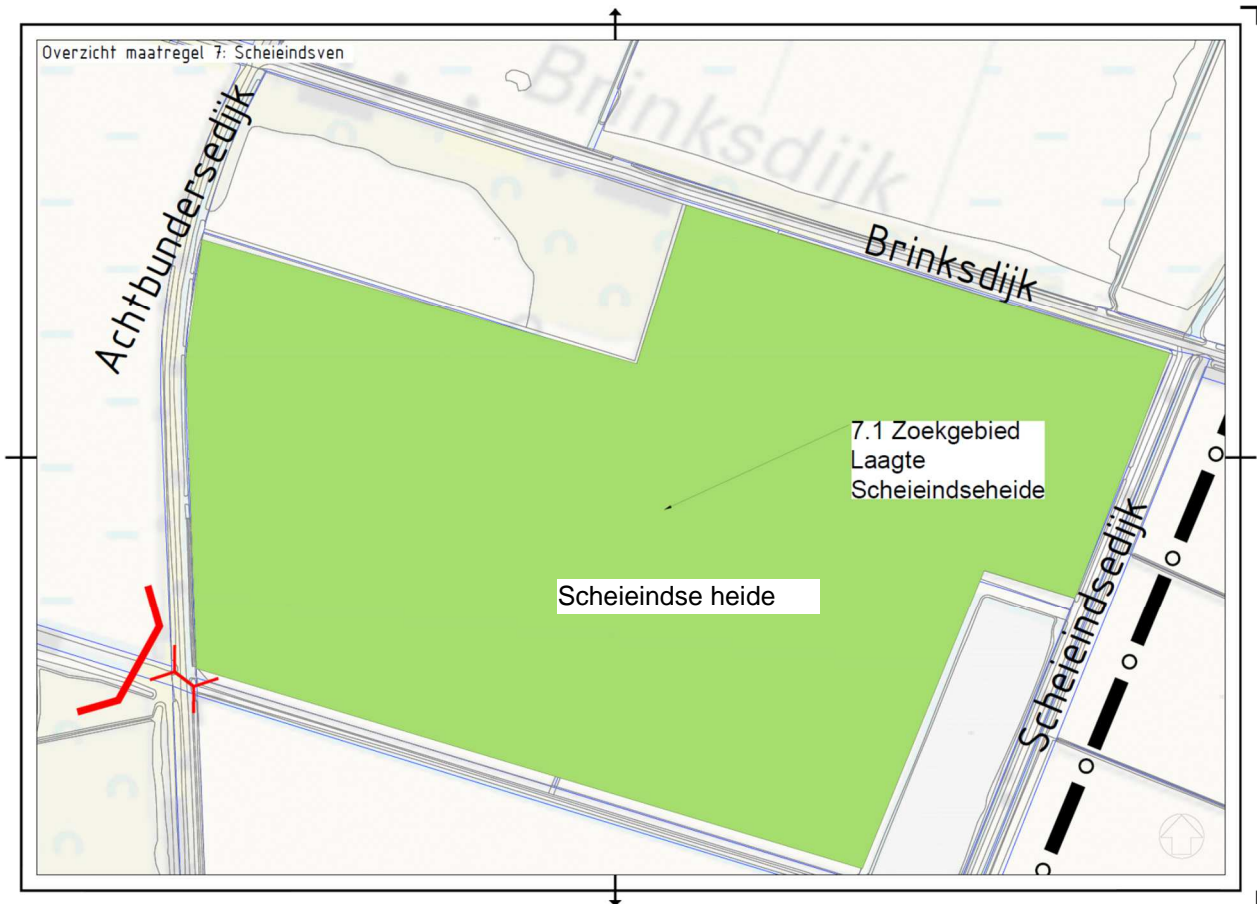 Overzicht maatregel 7: Scheieindsven
Brinksdijk
Achtbundersedijk
Brinksdijk
7.1 Zoekgebied
Laagte
Scheieindseheide
Scheieindse heide
Scheieindsedijk